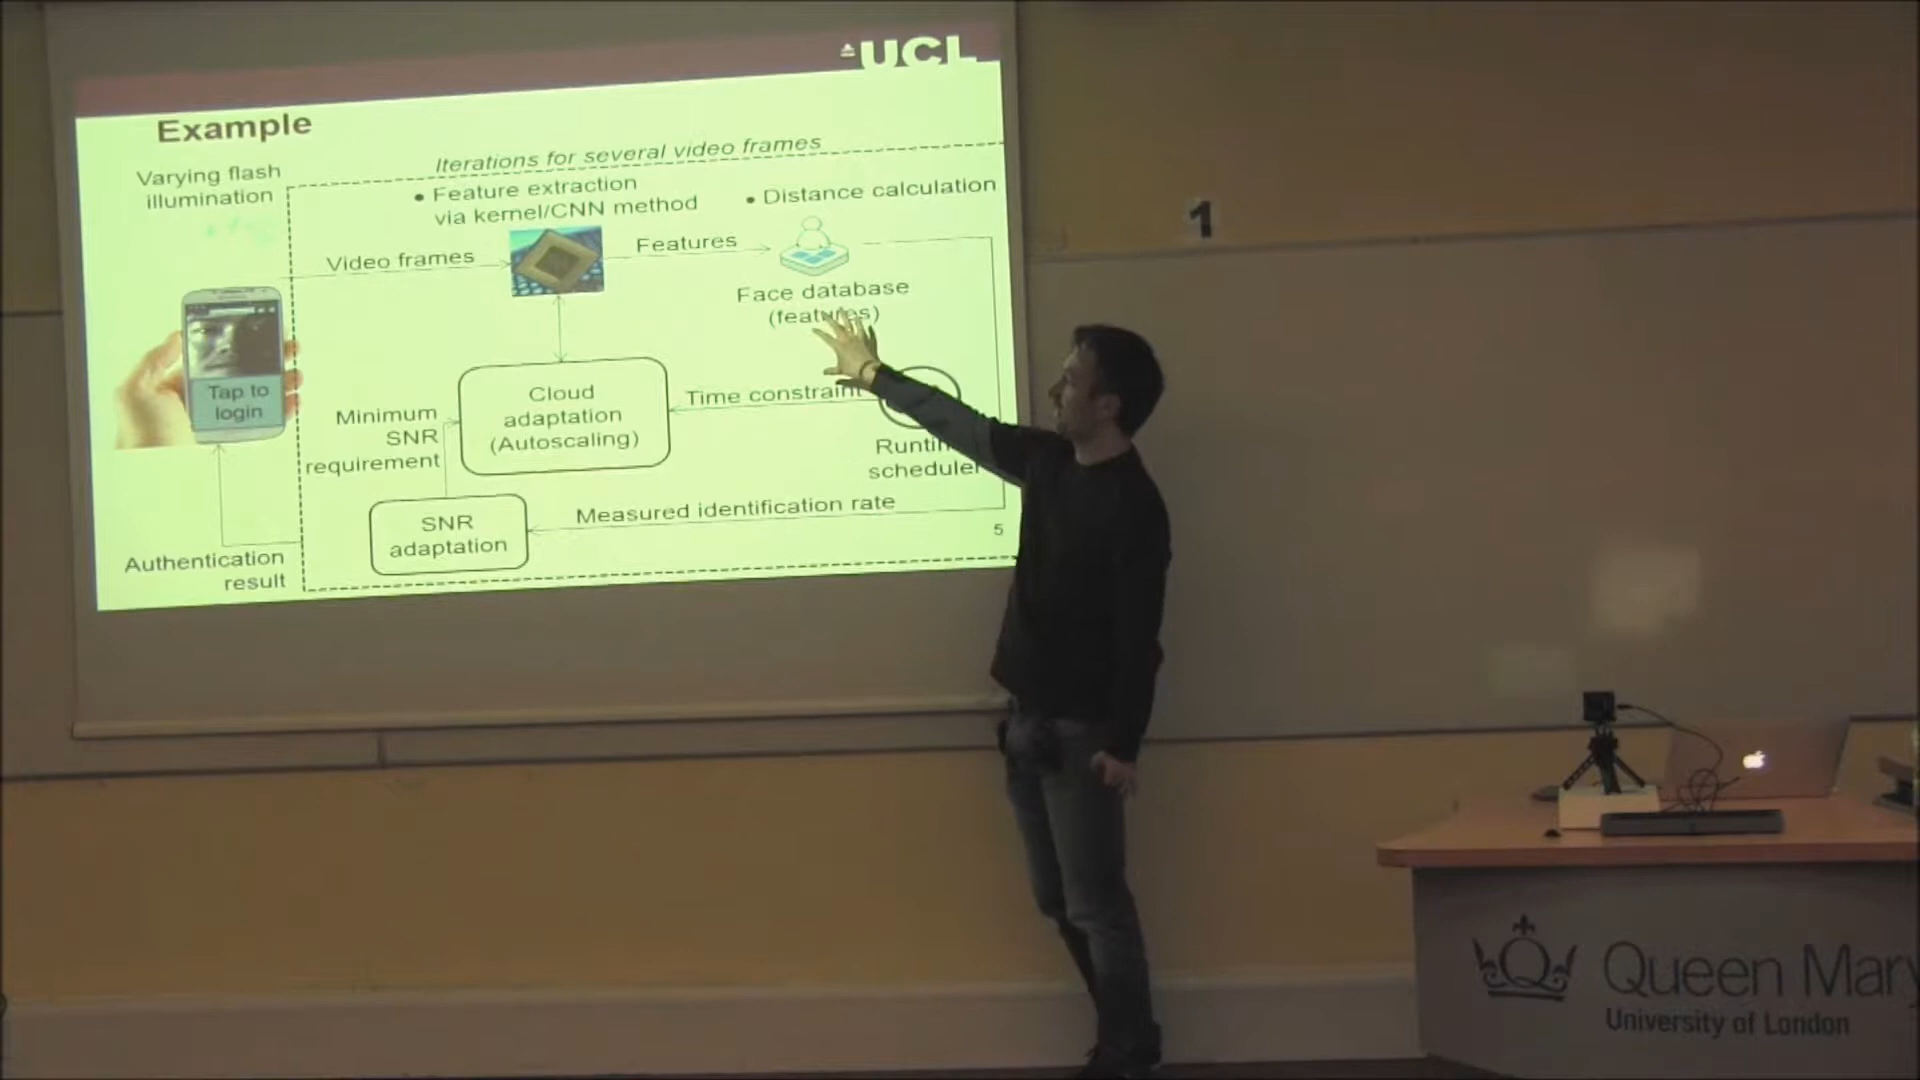 UCL
Example
Iterations for several video frames
Varying flash
illumination
• Feature extraction
via kernel/CNN method
• Distance calculation
Video frames
Features
Face database
(features)
Tap to
login
Cloud
adaptation
(Autoscaling)
Time constraint
Minimum
SNR
requirement
scheduler
SNR
adaptation
Measured identification rate
5
Authentication
result
1
Queen Mary
University of London